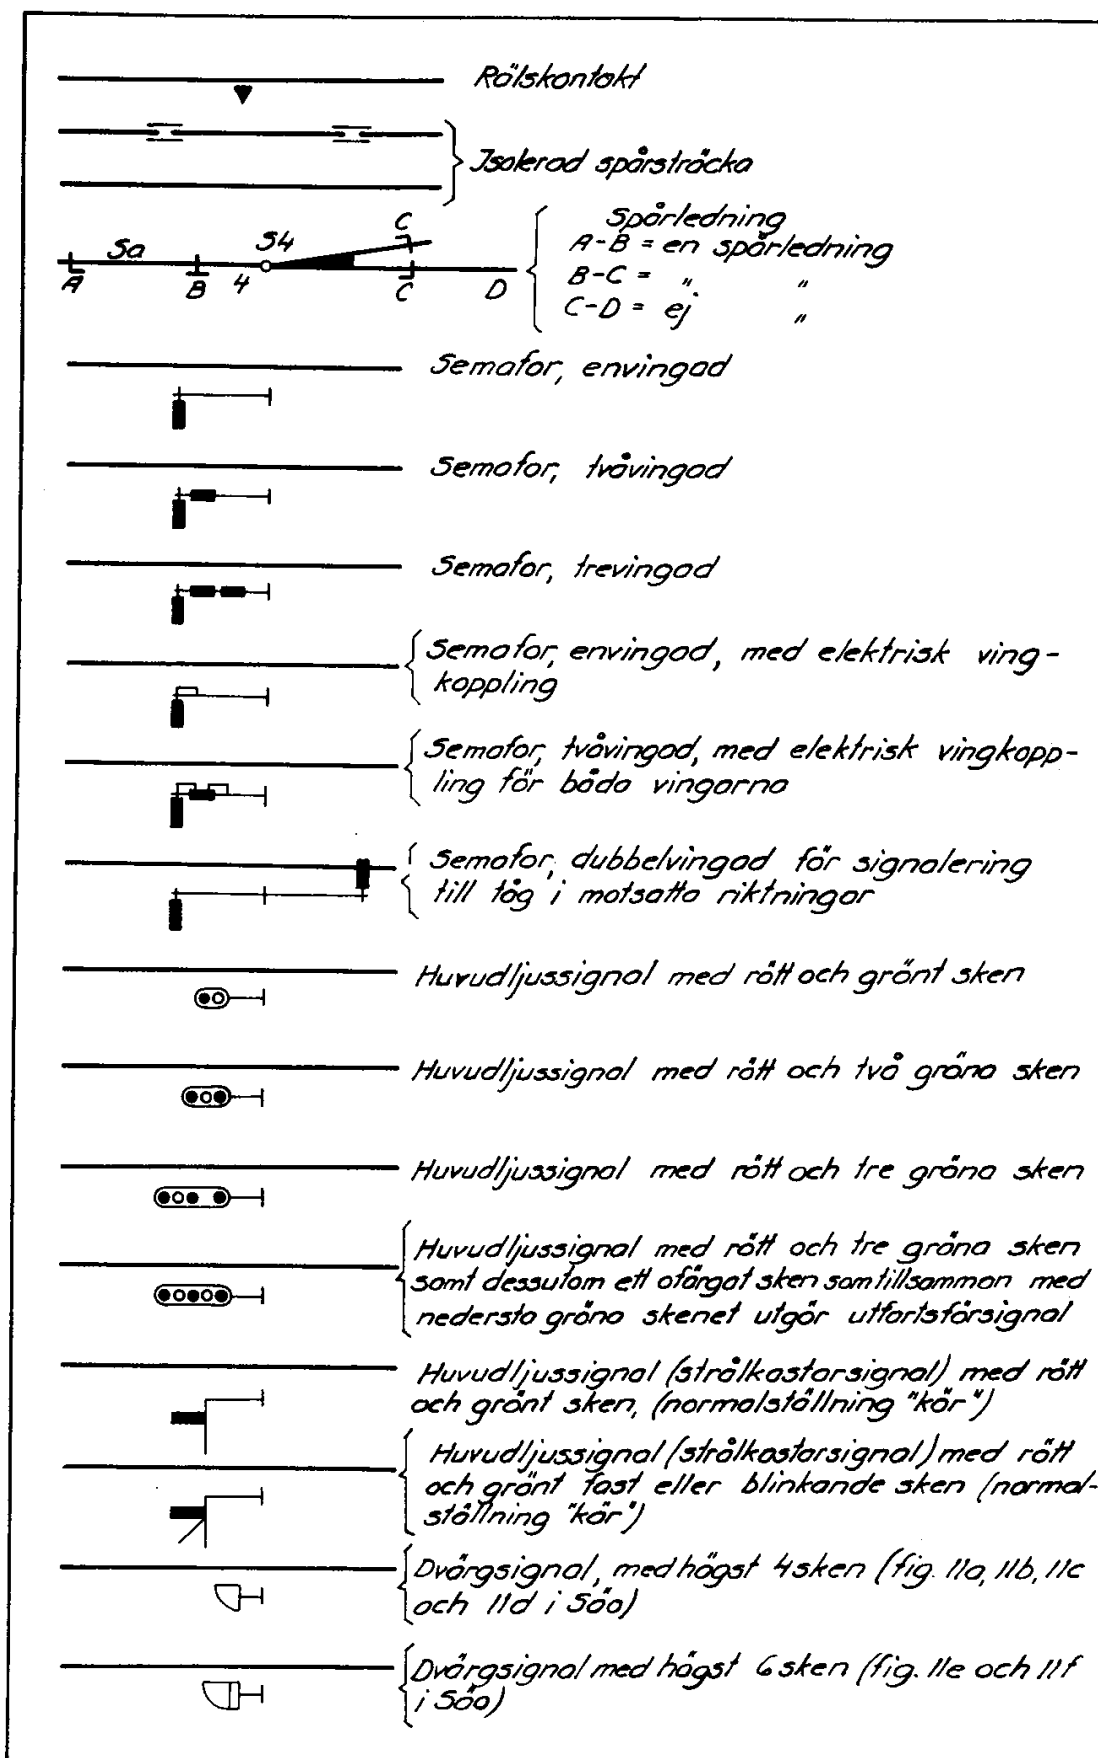 Rälskontakt
Isolerad spårsträcka
Spårledning
A-B = en spårledning
B-C = „ „
C-D = ej „
Sa S4 C
A B 4 C D
Semafor, envingad
Semafor, tvåvingad
Semafor, trevingad
Semafor, envingad, med elektrisk ving-
koppling
Semafor, tvåvingad, med elektrisk vingkopp-
ling för båda vingarna
Semafor, dubbelvingad för signalering
till tåg i motsatta riktningar
Huvudljussignal med rött och grönt sken
Huvudljussignal med rött och två gröna sken
Huvudljussignal med rött och tre gröna sken
Huvudljussignal med rött och tre gröna sken
samt dessutom ett ofärgat sken som tillsamman med
nedersta gröna skenet utgör utfartsförsignal
Huvudljussignal (strålkastarsignal) med rött
och grönt sken, (normalställning "kör")
Huvudljussignal (strålkastarsignal) med rött
och grönt fast eller blinkande sken (normal-
ställning "kör")
Dvärgsignal, med högst 4 sken (fig. 11a, 11b, 11c
och 11d i Säo)
Dvärgsignal med högst 6 sken (fig. 11e och 11f
i Säo)